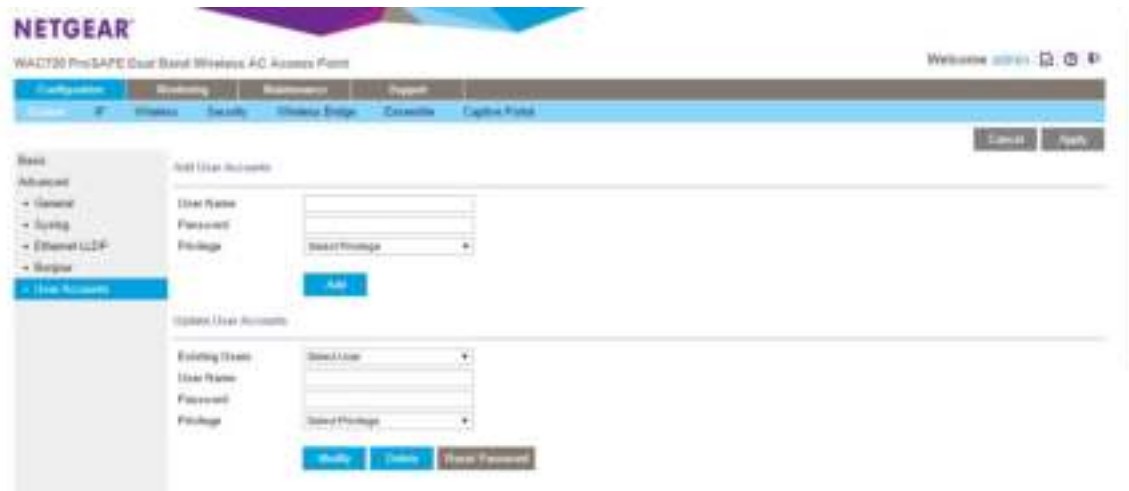 NETGEAR
WAC730 ProSAFE Dual Band Wireless AC Access Point
Welcome admin
Configuration Monitoring Maintenance Support
System IP Wireless Security Wireless Bridge Ensemble Captive Portal
Cancel Apply
Basic
Advanced
General
Syslog
Ethernet LLDP
Bonjour
User Accounts
Add User Accounts
User Name
Password
Privilege Select Privilege
Add
Update User Accounts
Existing Users Select User
User Name
Password
Privilege Select Privilege
Modify Delete Reset Password